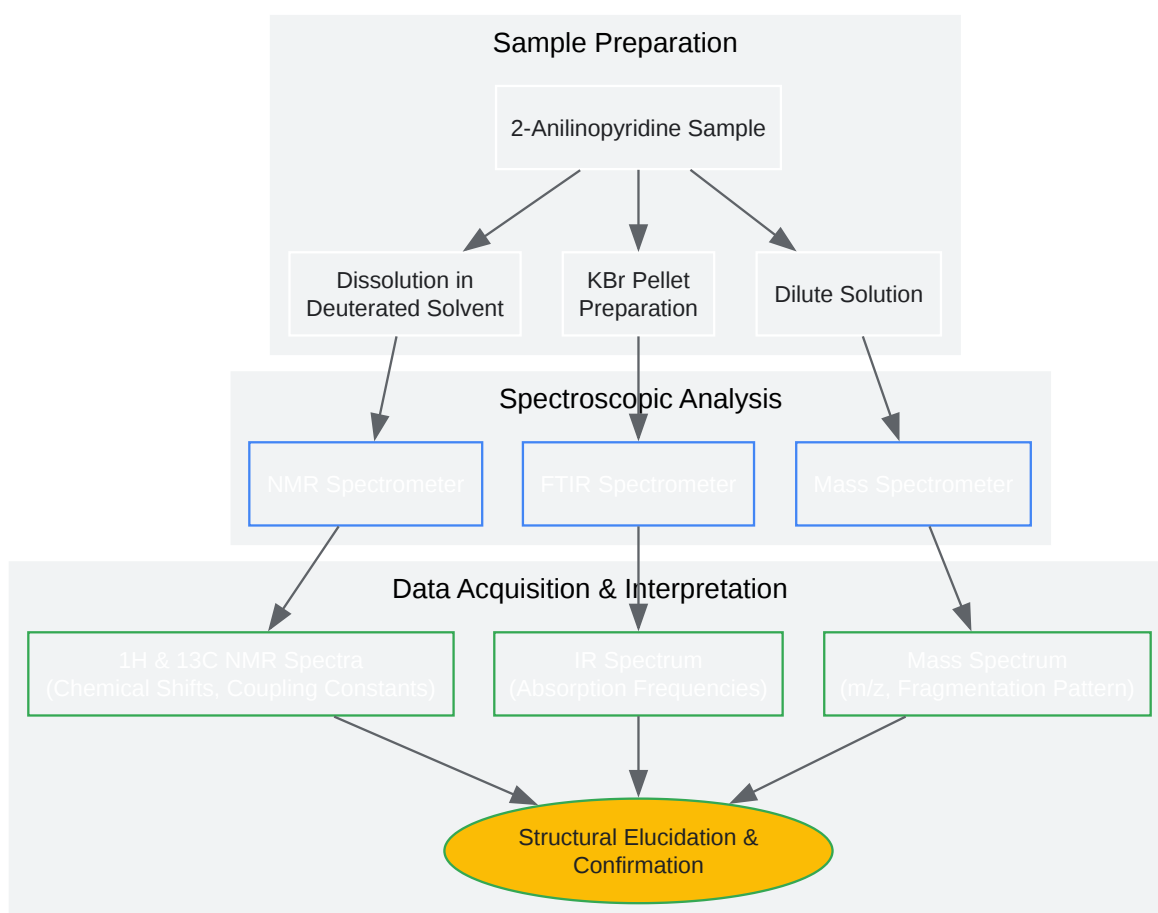 Sample Preparation
2-Anilinopyridine Sample
Dissolution in
Deuterated Solvent
KBr Pellet
Preparation
Dilute Solution
Spectroscopic Analysis
NMR Spectrometer
FTIR Spectrometer
Mass Spectrometer
Data Acquisition & Interpretation
1H & 13C NMR Spectra
(Chemical Shifts, Coupling Constants)
IR Spectrum
(Absorption Frequencies)
Mass Spectrum
(m/z, Fragmentation Pattern)
Structural Elucidation &
Confirmation